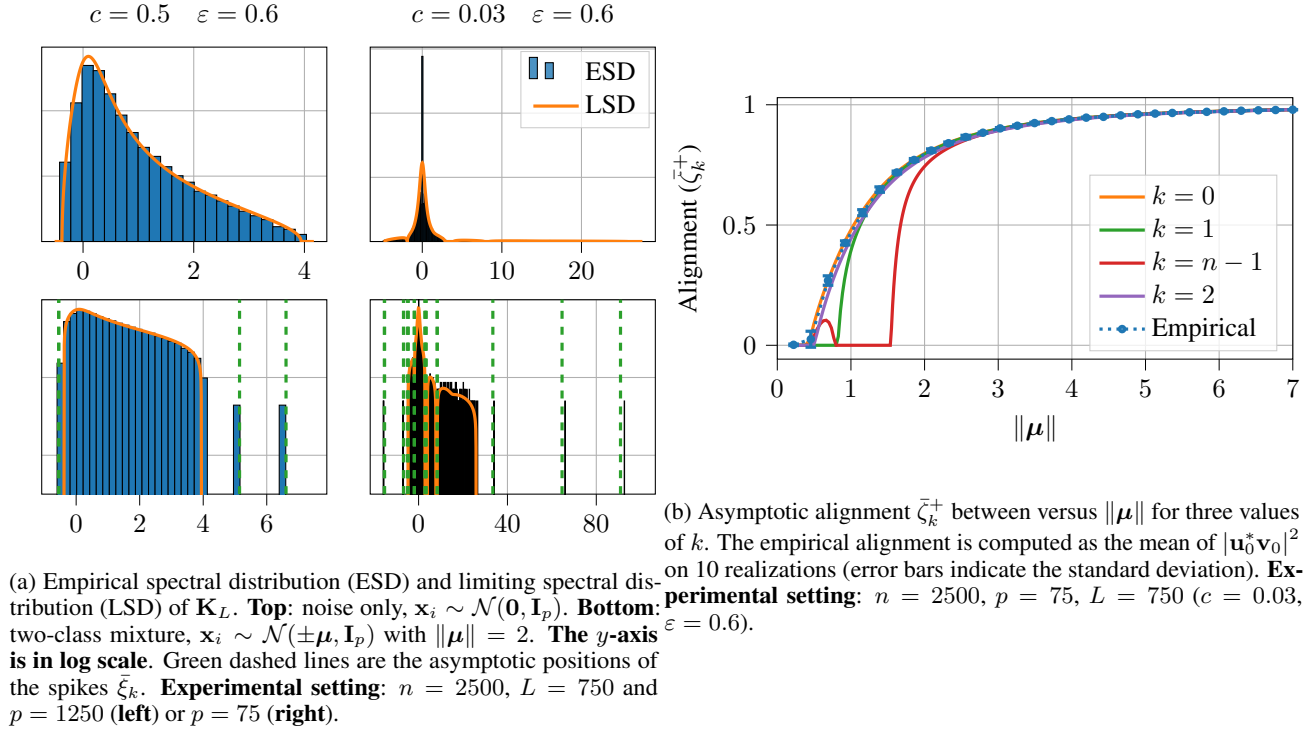 c = 0.5 ε = 0.6
c = 0.03 ε = 0.6
ESD
LSD
0 2 4
0 10 20
0 2 4 6
0 40 80
(a) Empirical spectral distribution (ESD) and limiting spectral dis-
tribution (LSD) of K_L. Top: noise only, x_i ∼ N(0, I_p). Bottom:
two-class mixture, x_i ∼ N(±μ, I_p) with ∥μ∥ = 2. The y-axis
is in log scale. Green dashed lines are the asymptotic positions of
the spikes ξ̄_k. Experimental setting: n = 2500, L = 750 and
p = 1250 (left) or p = 75 (right).
Alignment (ζ̄_k^+)
1
0.5
0
k = 0
k = 1
k = n − 1
k = 2
Empirical
0 1 2 3 4 5 6 7
∥μ∥
(b) Asymptotic alignment ζ̄_k^+ between versus ∥μ∥ for three values
of k. The empirical alignment is computed as the mean of |u_0^* v_0|^2
on 10 realizations (error bars indicate the standard deviation). Ex-
perimental setting: n = 2500, p = 75, L = 750 (c = 0.03,
ε = 0.6).